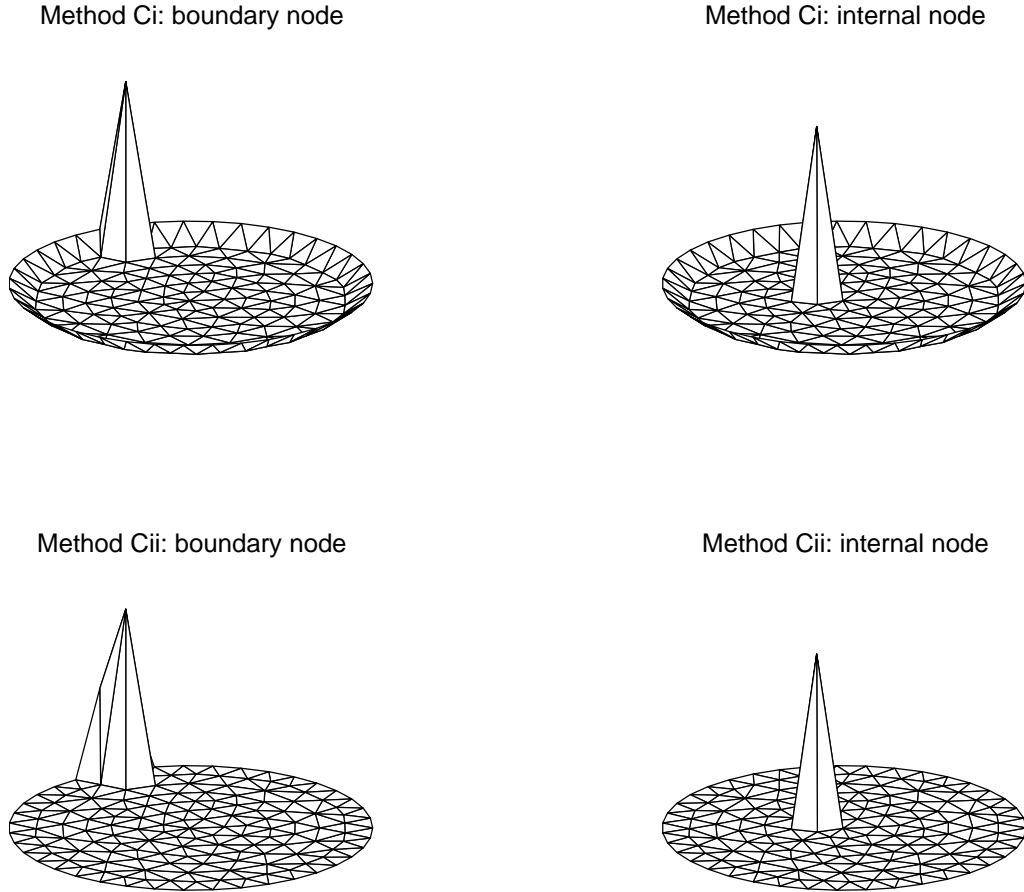 Method Ci: boundary node
Method Ci: internal node
Method Cii: boundary node
Method Cii: internal node